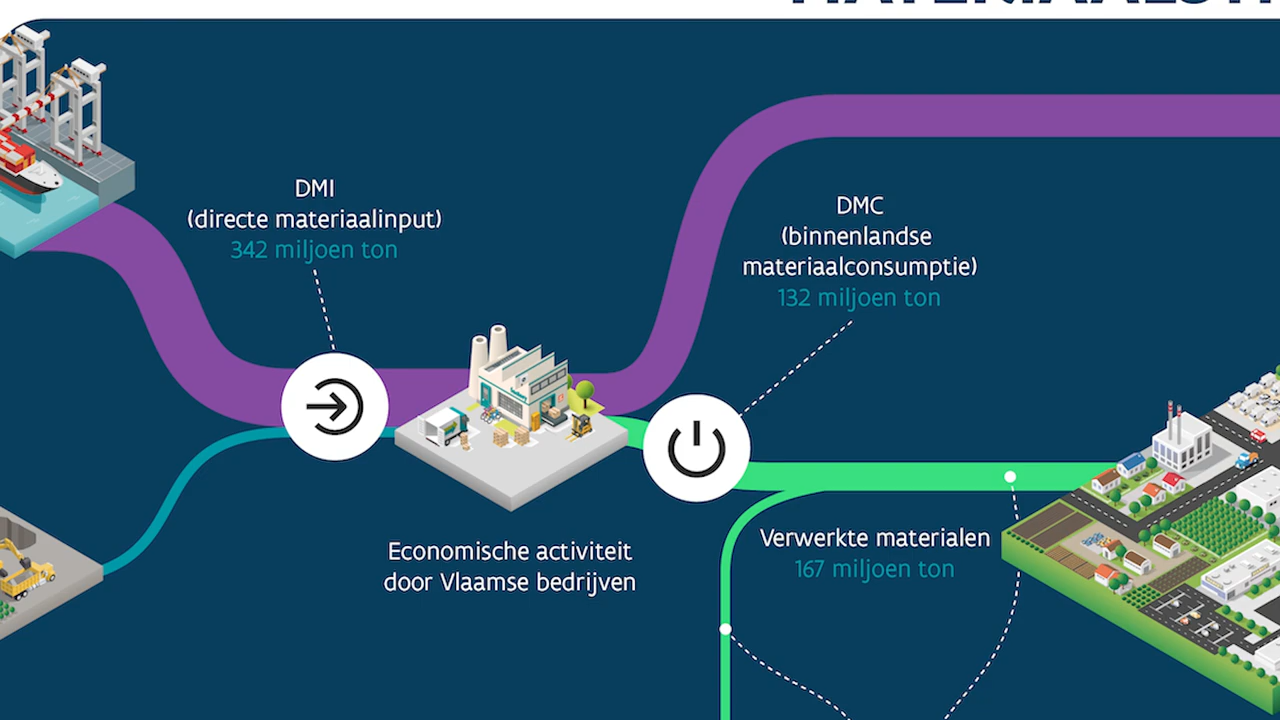 DMI
(directe materiaalinput)
342 miljoen ton
DMC
(binnenlandse
materiaalconsumptie)
132 miljoen ton
Economische activiteit
door Vlaamse bedrijven
Verwerkte materialen
167 miljoen ton